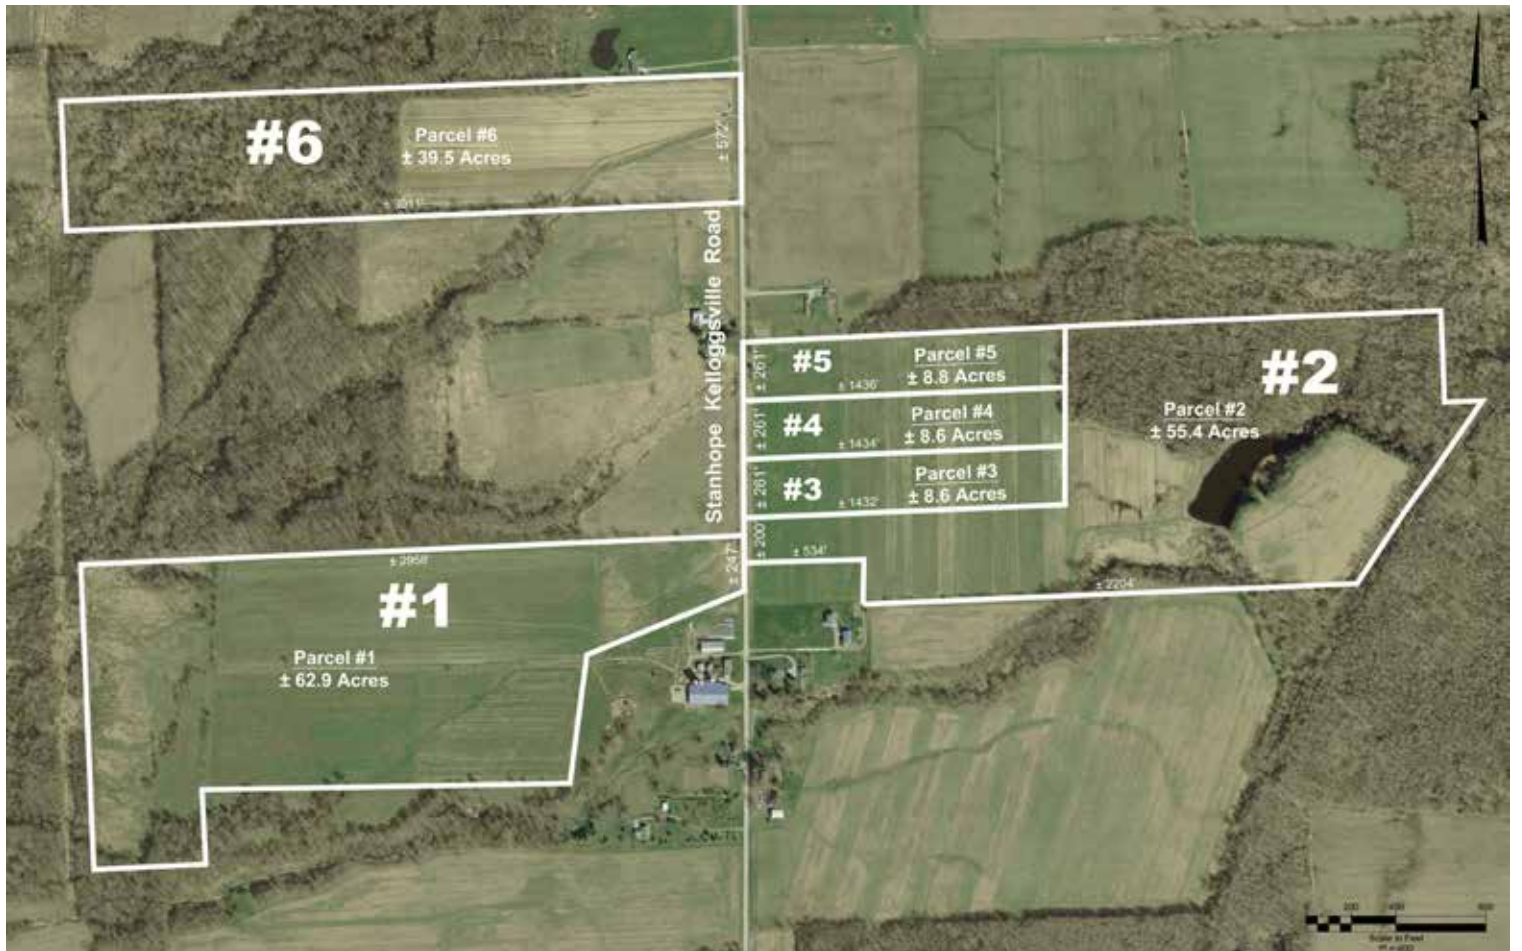 #6
Parcel #6
± 39.5 Acres
± 572'
Stanhope Kelloggsville Road
#5
Parcel #5
± 8.8 Acres
± 261'
± 1436'
#2
Parcel #2
± 55.4 Acres
#4
Parcel #4
± 8.6 Acres
± 261'
± 1434'
#3
Parcel #3
± 8.6 Acres
± 261'
± 1432'
± 200'
± 534'
± 2204'
± 2958'
± 247'
#1
Parcel #1
± 62.9 Acres
200
400
Scale in Feet